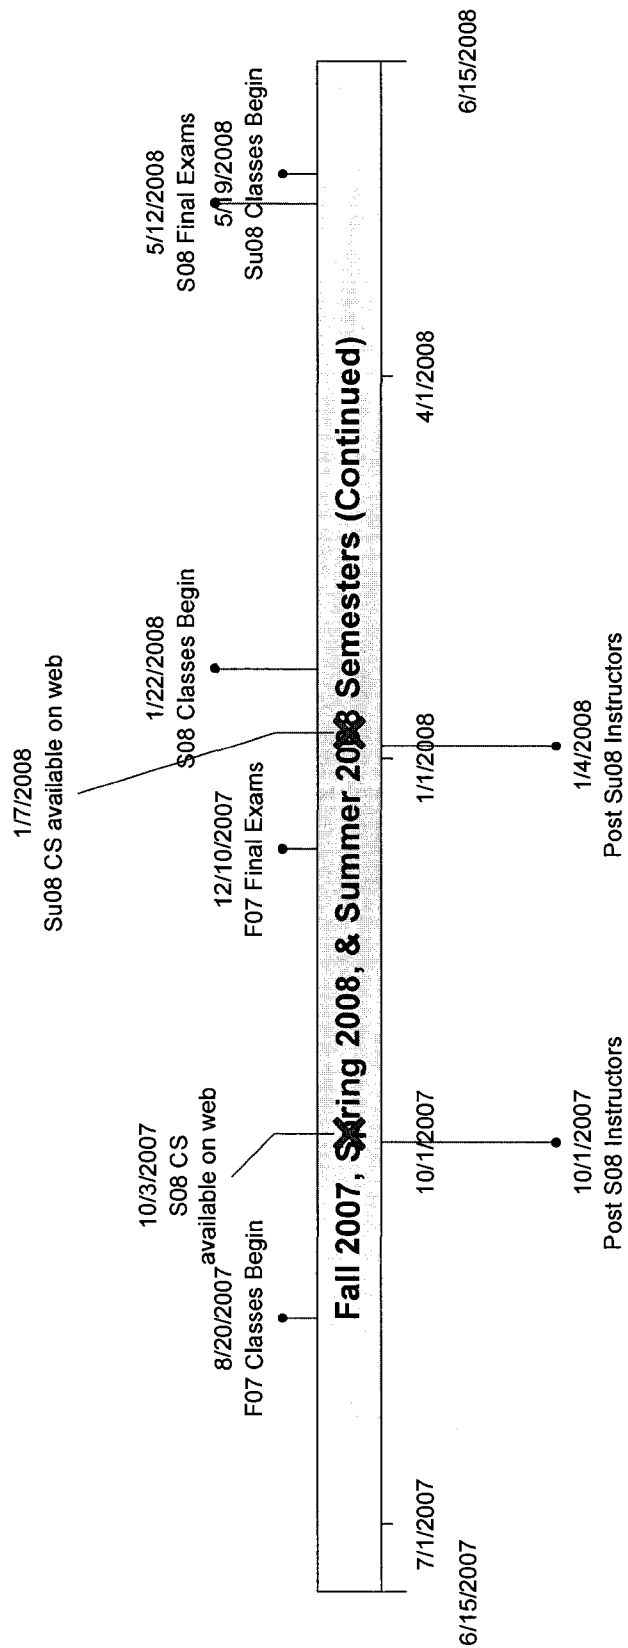 1/7/2008
Su08 CS available on web
10/3/2007
S08 CS
available on web
1/22/2008
S08 Classes Begin
5/12/2008
S08 Final Exams
8/20/2007
F07 Classes Begin
12/10/2007
F07 Final Exams
5/19/2008
Su08 Classes Begin
Fall 2007, Spring 2008, & Summer 2008 Semesters (Continued)
7/1/2007
10/1/2007
1/1/2008
4/1/2008
6/15/2007
6/15/2008
10/1/2007
Post S08 Instructors
1/4/2008
Post Su08 Instructors